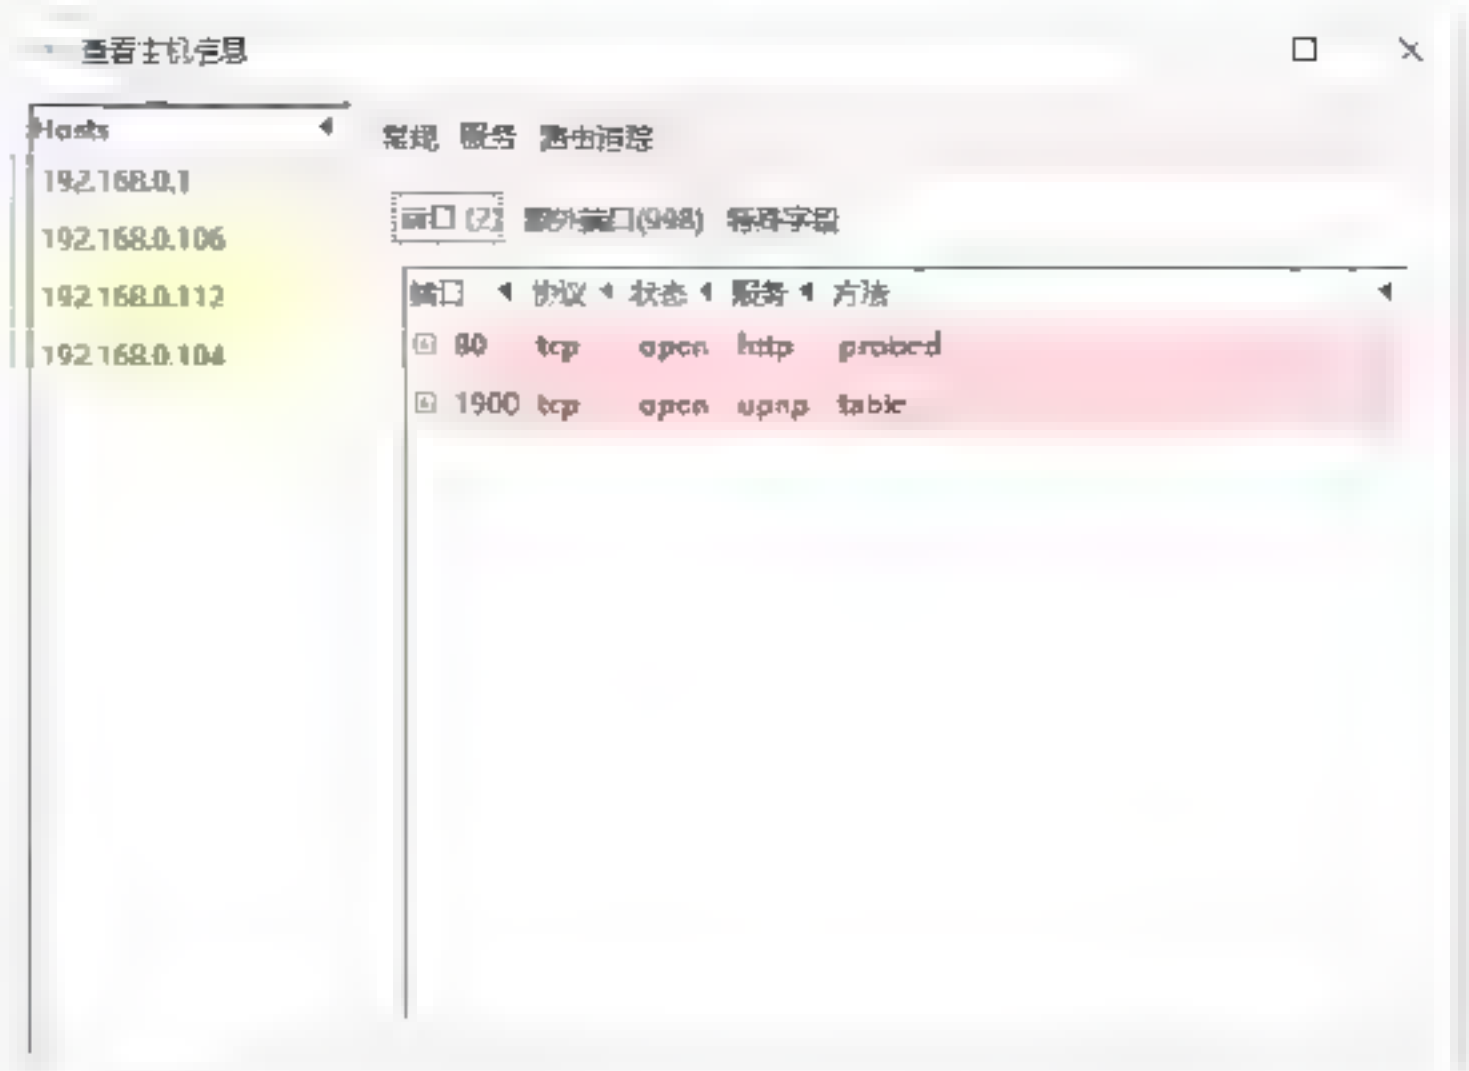 查看主机信息
Hosts
192.168.0.1
192.168.0.106
192.168.0.112
192.168.0.104
常规 服务 路由追踪
端口 (2) 额外端口(998) 特殊字段
端口 协议 状态 服务 方法
80 tcp open http probed
1900 tcp open upnp table